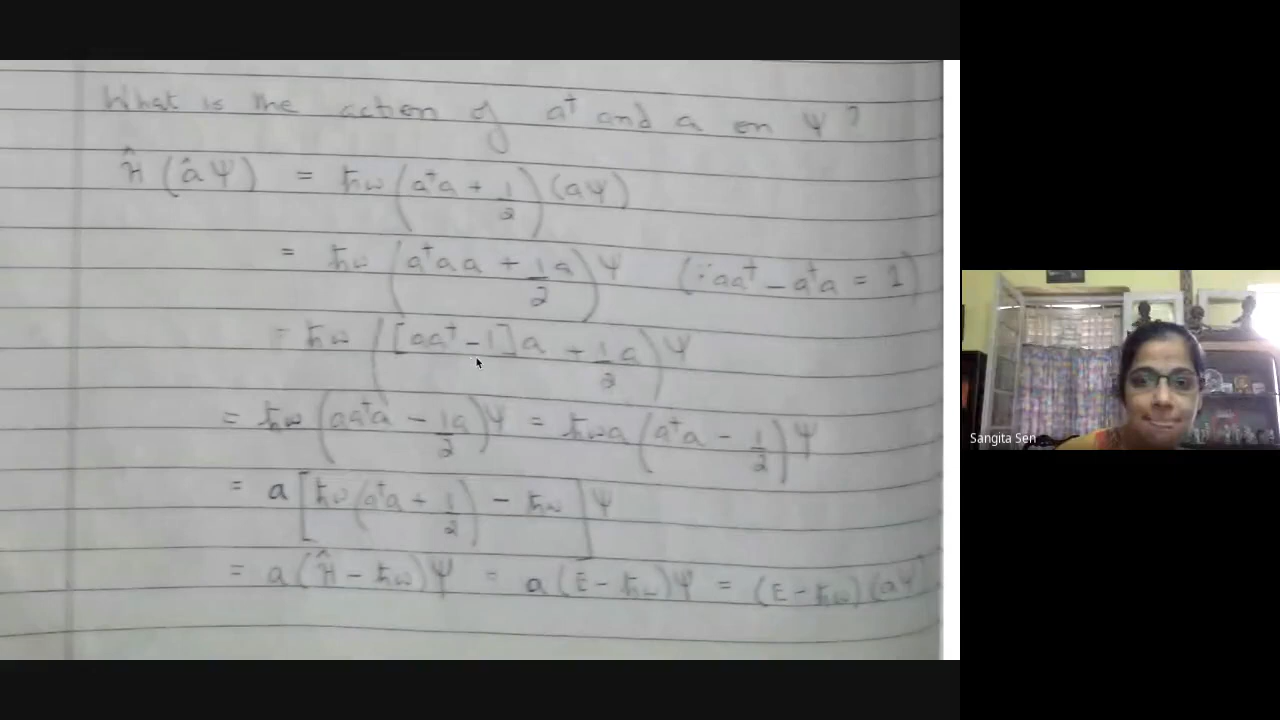 What is the action of a† and a on Ψ?
Ĥ (âΨ) = ħω (a†a + 1/2) (aΨ)
= ħω (a†aa + 1/2 a) Ψ (∵ aa† - a†a = 1)
= ħω ([aa† - 1]a + 1/2 a) Ψ
= ħω (aa†a - 1/2 a) Ψ = ħωa (a†a - 1/2) Ψ
= a [ħω (a†a + 1/2) - ħω] Ψ
= a (Ĥ - ħω) Ψ = a (E - ħω) Ψ = (E - ħω) (aΨ)
Sangita Sen